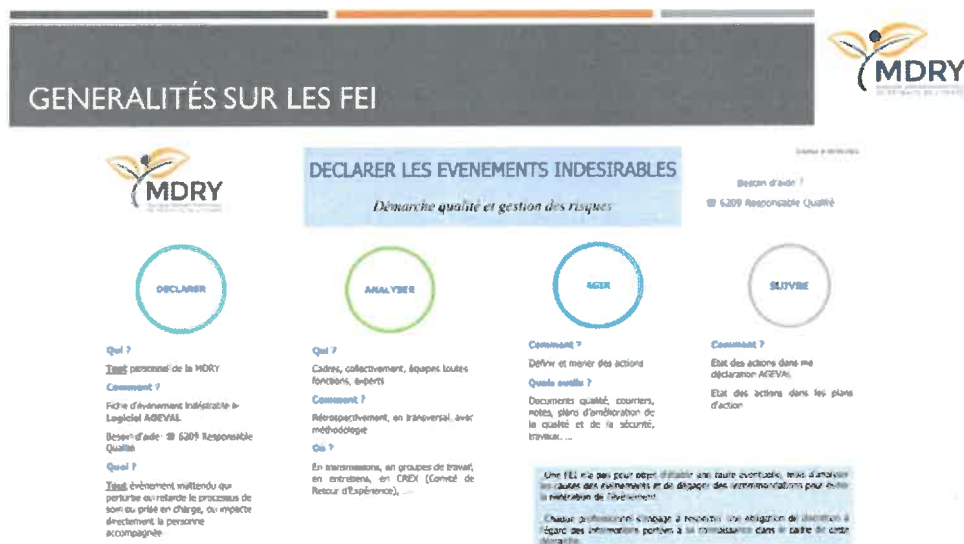 GENERALITÉS SUR LES FEI
MDRY
MDRY
DECLARER LES EVENEMENTS INDESIRABLES
Démarche qualité et gestion des risques
Besoin d'aide ?
☎ 6209 Responsable Qualité
DECLARER
Qui ?
Tout personnel de la MDRY
Comment ?
Fiche d'événement indésirable
Logiciel AGEVAL
Besoin d'aide ☎ 6209 Responsable
Qualité
Quoi ?
Tout évènement inattendu qui
perturbe ou retarde le processus de
soin ou prise en charge, ou impacte
directement la personne
accompagnée
ANALYSER
Qui ?
Cadres, collectivement, équipes toutes
fonctions, experts
Comment ?
Rétrospectivement, en transversal, avec
méthodologie
Où ?
En transmissions, en groupes de travail,
en entretiens, en CREX (Comité de
Retour d'Expérience), ...
AGIR
Comment ?
Définir et mener des actions
Quels outils ?
Documents qualité, courriers,
notes, plans d'amélioration de
la qualité et de la sécurité,
travaux, ...
SUIVRE
Comment ?
Etat des actions dans ma
déclaration AGEVAL
Etat des actions dans les plans
d'action
Une FEI n'a pas pour objet d'établir une faute éventuelle, mais d'analyser
les causes des événements et de dégager des recommandations pour éviter
la réitération de l'événement.
Chaque professionnel s'engage à respecter une obligation de discrétion à
l'égard des informations portées à sa connaissance dans le cadre de cette
démarche.